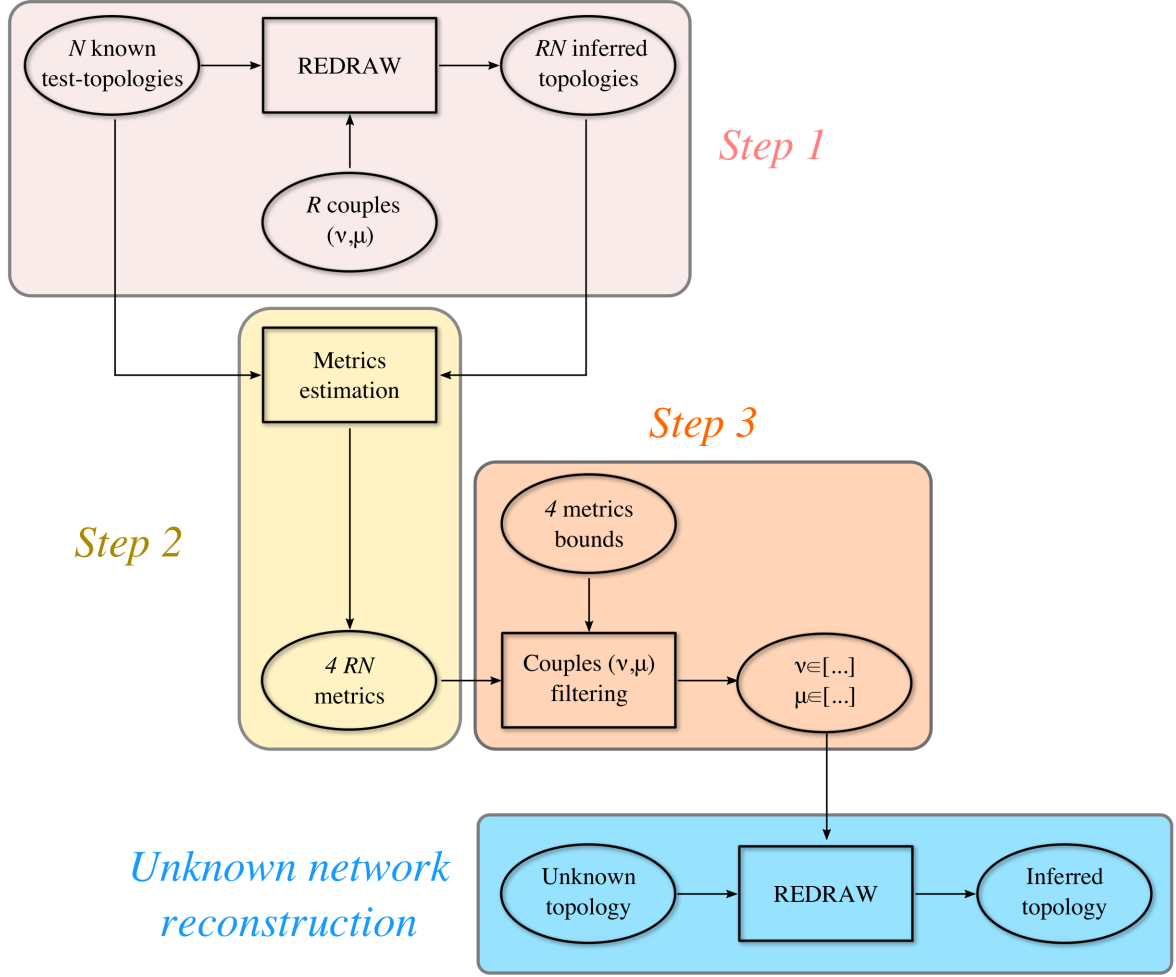 N known
test-topologies
REDRAW
RN inferred
topologies
Step 1
R couples
(ν,μ)
Metrics
estimation
Step 3
4 metrics
bounds
Step 2
4 RN
metrics
Couples (ν,μ)
filtering
ν∈[...]
μ∈[...]
Unknown network
reconstruction
Unknown
topology
REDRAW
Inferred
topology